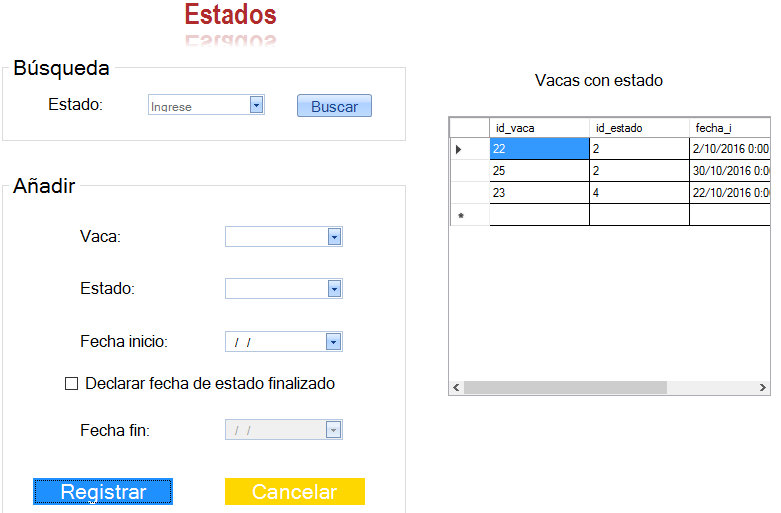 Estados
Búsqueda
Estado: Ingrese Buscar
Añadir
Vaca:
Estado:
Fecha inicio: / /
Declarar fecha de estado finalizado
Fecha fin: / /
Registrar Cancelar
Vacas con estado
id_vaca id_estado fecha_i
22 2 2/10/2016 0:00
25 2 30/10/2016 0:0
23 4 22/10/2016 0:0
*